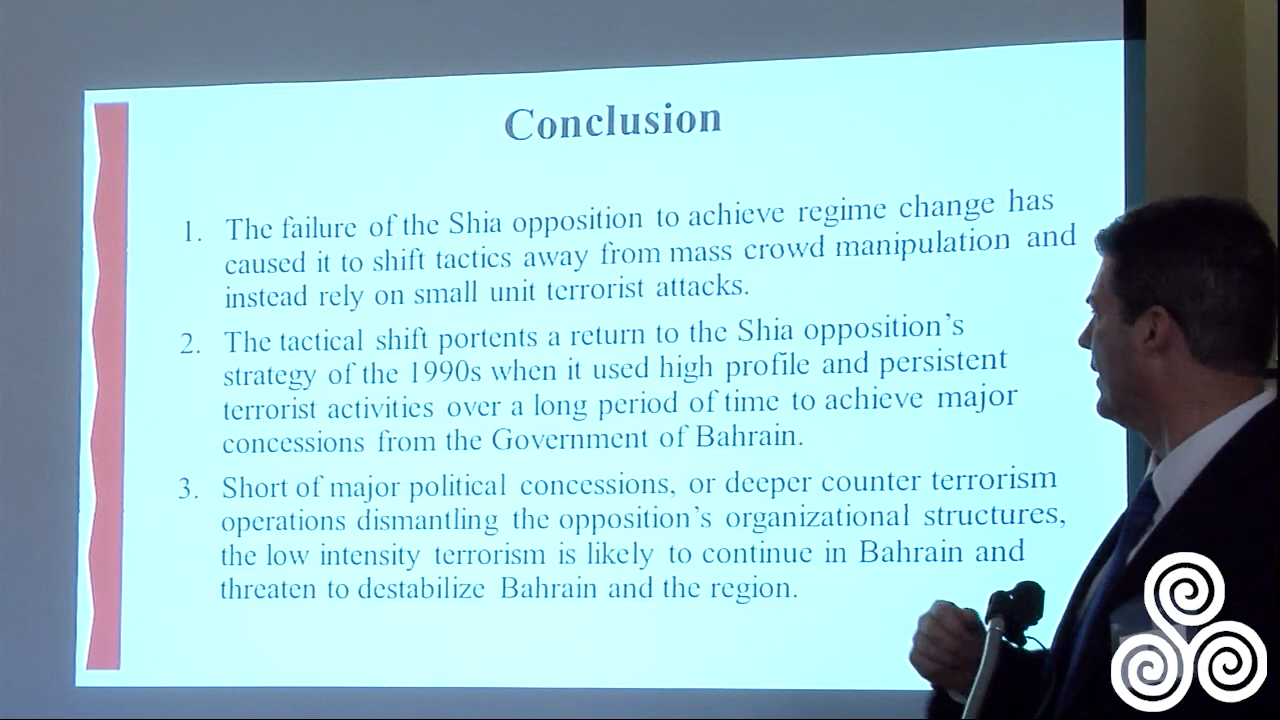 Conclusion
1. The failure of the Shia opposition to achieve regime change has
caused it to shift tactics away from mass crowd manipulation and
instead rely on small unit terrorist attacks.
2. The tactical shift portents a return to the Shia opposition's
strategy of the 1990s when it used high profile and persistent
terrorist activities over a long period of time to achieve major
concessions from the Government of Bahrain.
3. Short of major political concessions, or deeper counter terrorism
operations dismantling the opposition's organizational structures,
the low intensity terrorism is likely to continue in Bahrain and
threaten to destabilize Bahrain and the region.